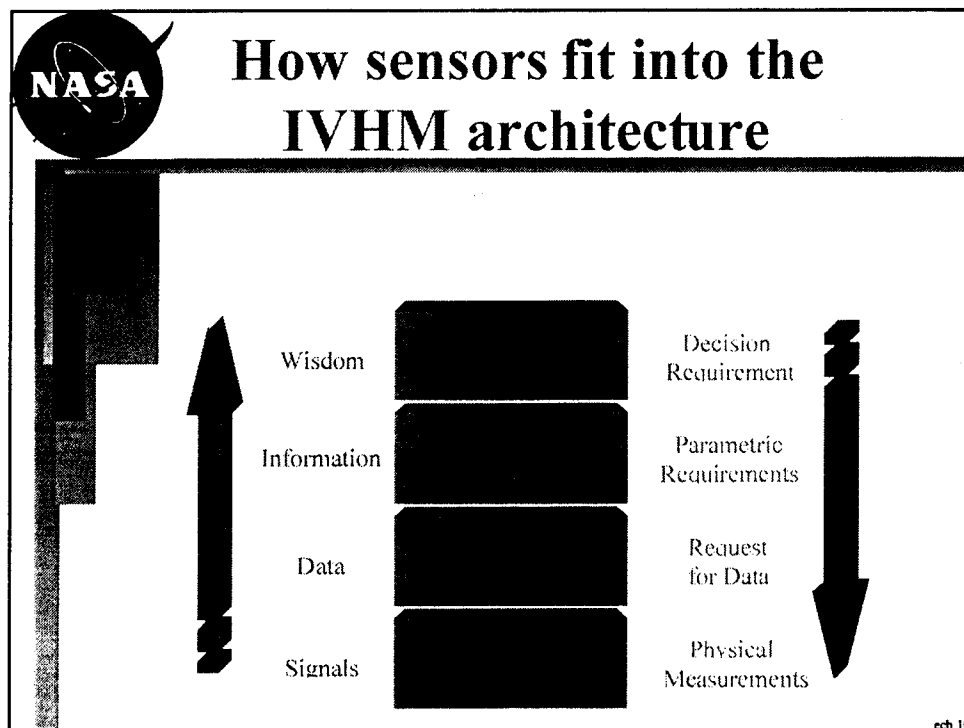 NASA
How sensors fit into the
IVHM architecture
Wisdom
Decision
Requirement
Information
Parametric
Requirements
Data
Request
for Data
Signals
Physical
Measurements